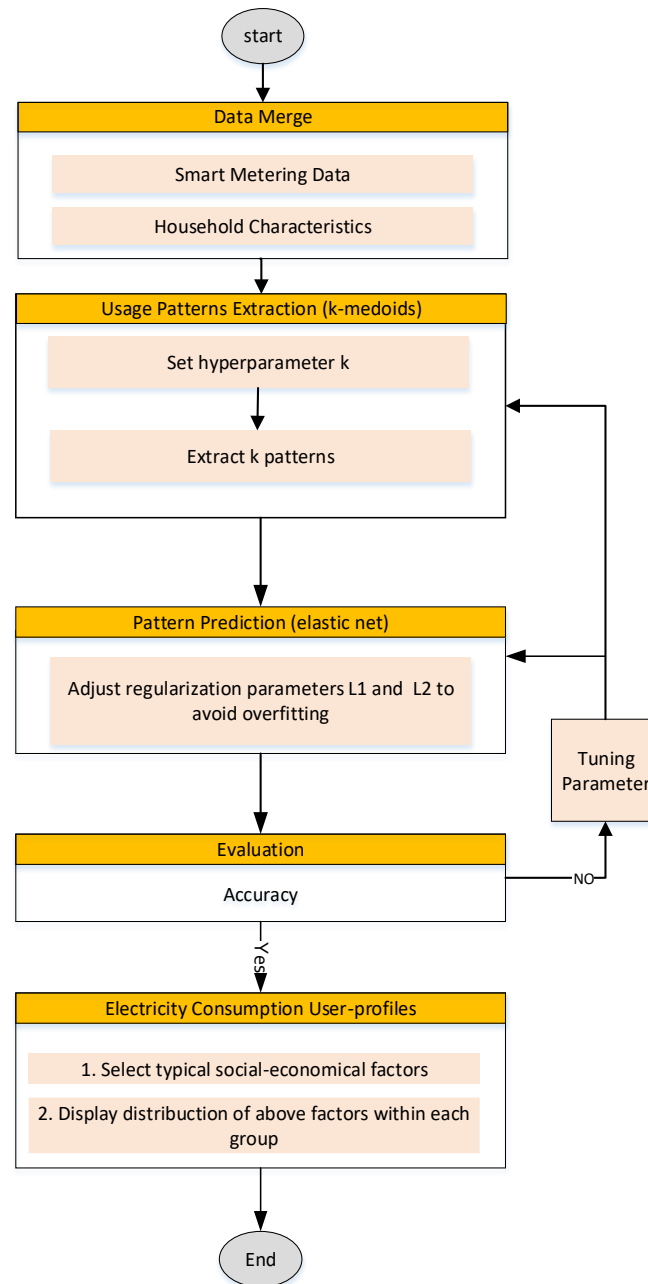 start
Data Merge
Smart Metering Data
Household Characteristics
Usage Patterns Extraction (k-medoids)
Set hyperparameter k
Extract k patterns
Pattern Prediction (elastic net)
Adjust regularization parameters L1 and L2 to
avoid overfitting
Tuning
Parameter
Evaluation
Accuracy
NO
Yes
Electricity Consumption User-profiles
1. Select typical social-economical factors
2. Display distribuction of above factors within each
group
End